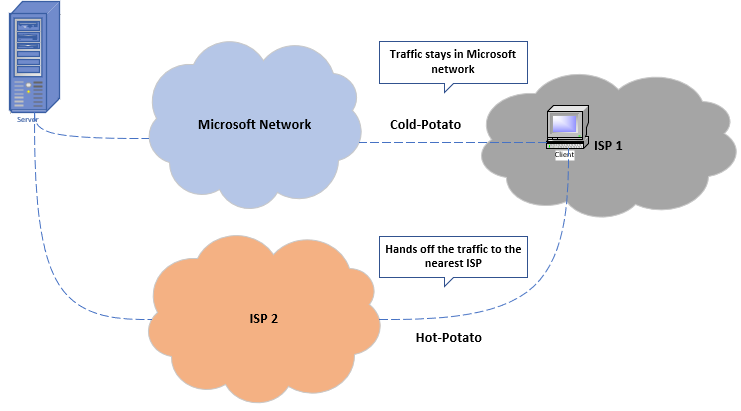 Traffic stays in Microsoft
network
Server
Microsoft Network
Cold-Potato
Client
ISP 1
Hands off the traffic to the
nearest ISP
ISP 2
Hot-Potato